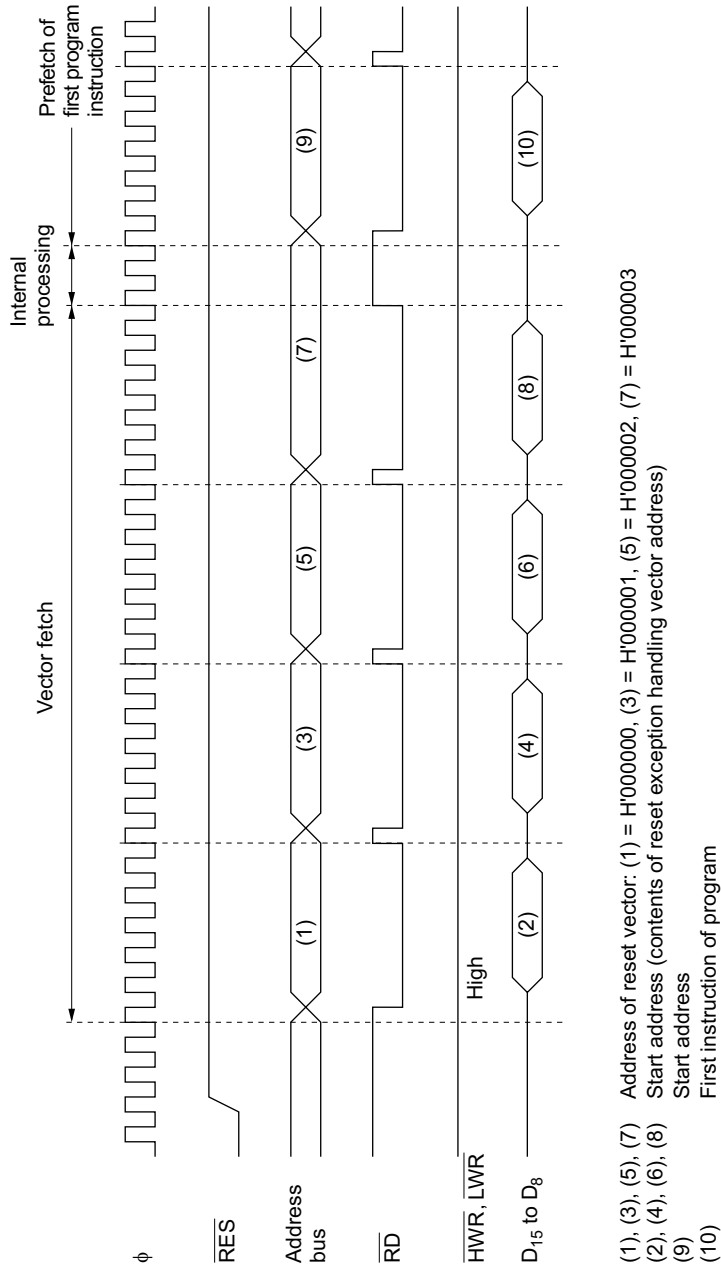 Vector fetch
Internal
processing
Prefetch of
first program
instruction
φ
RES
Address
bus
(1)
(3)
(5)
(7)
(9)
RD
HWR, LWR
High
D15 to D8
(2)
(4)
(6)
(8)
(10)
(1), (3), (5), (7) Address of reset vector: (1) = H'000000, (3) = H'000001, (5) = H'000002, (7) = H'000003
(2), (4), (6), (8) Start address (contents of reset exception handling vector address)
(9) Start address
(10) First instruction of program